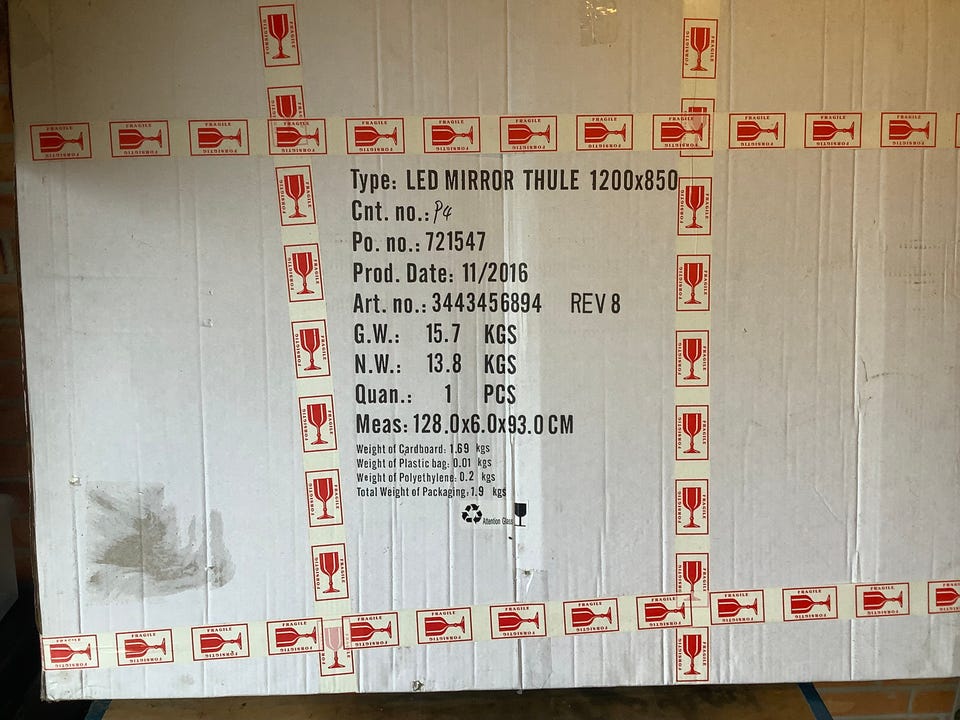 FORSIGTIG FRAGILE
Type: LED MIRROR THULE 1200x850
Cnt. no.: P4
Po. no.: 721547
Prod. Date: 11/2016
Art. no.: 3443456894 REV 8
G.W.: 15.7 KGS
N.W.: 13.8 KGS
Quan.: 1 PCS
Meas: 128.0x6.0x93.0 CM
Weight of Cardboard: 1.69 kgs
Weight of Plastic bag: 0.01 kgs
Weight of Polyethylene: 0.2 kgs
Total Weight of Packaging: 1.9 kgs
Attention Glass